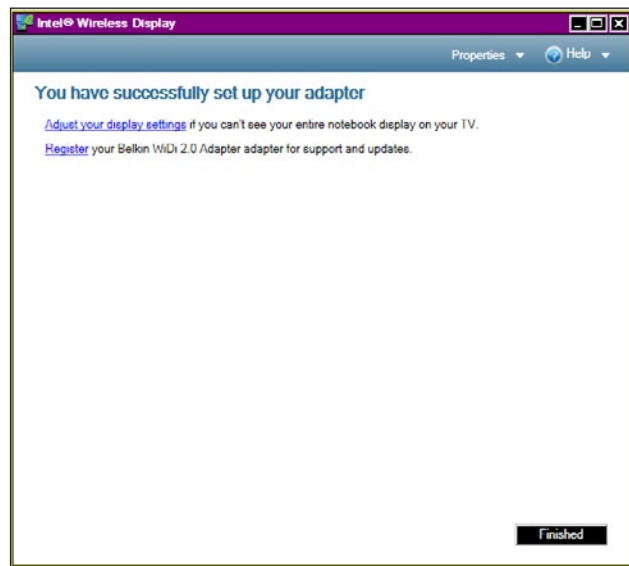 Intel® Wireless Display
Properties Help
You have successfully set up your adapter
Adjust your display settings if you can't see your entire notebook display on your TV.
Register your Belkin WiDi 2.0 Adapter adapter for support and updates.
Finished